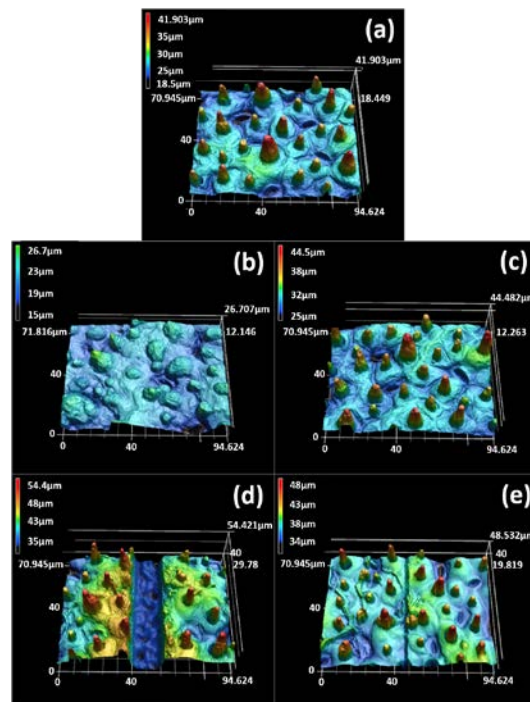 41.903µm
(a)
35µm
30µm
41.903µm
25µm
18.5µm
70.945µm
18.449
40
0
0
40
94.624
26.7µm
(b)
23µm
19µm
26.707µm
15µm
71.816µm
12.146
40
0
0
40
94.624
44.5µm
(c)
38µm
32µm
44.482µm
25µm
70.945µm
12.263
40
0
0
40
94.624
54.4µm
(d)
48µm
43µm
54.421µm
35µm
40
70.945µm
29.78
40
0
0
40
94.624
48µm
(e)
43µm
38µm
48.532µm
34µm
40
70.945µm
19.819
40
0
0
40
94.624